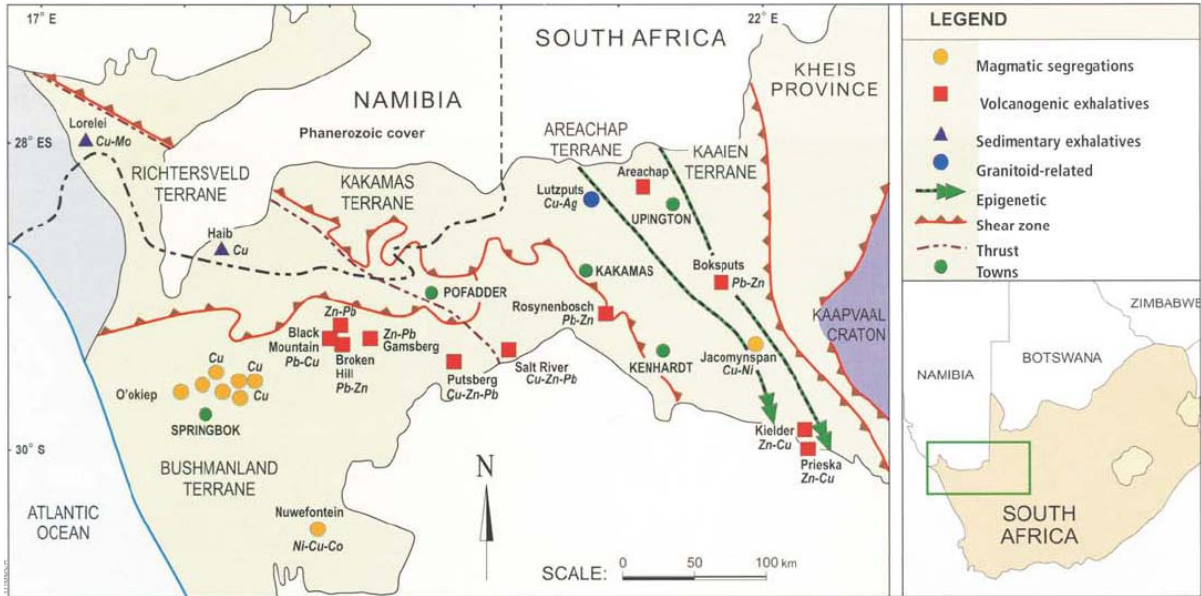 17° E
22° E
SOUTH AFRICA
KHEIS
PROVINCE
NAMIBIA
Phanerozoic cover
Lorelei
Cu-Mo
28° ES
RICHTERSVELD
TERRANE
KAKAMAS
TERRANE
AREACHAP
TERRANE
KAAIEN
TERRANE
Areachap
Lutzputs
Cu-Ag
UPINGTON
Haib
Cu
KAKAMAS
Boksputs
Pb-Zn
POFADDER
Rosynenbosch
Pb-Zn
KAAPVAAL
CRATON
Zn-Pb
Black
Mountain
Pb-Cu
Broken
Hill
Pb-Zn
Zn-Pb
Gamsberg
Putsberg
Cu-Zn-Pb
Salt River
Cu-Zn-Pb
KENHARDT
Jacomynspan
Cu-Ni
Cu
Cu
Cu
O'okiep
SPRINGBOK
Kielder
Zn-Cu
Prieska
Zn-Cu
30° S
BUSHMANLAND
TERRANE
ATLANTIC
OCEAN
Nuwefontein
Ni-Cu-Co
N
SCALE:
0 50 100 km
LEGEND
Magmatic segregations
Volcanogenic exhalatives
Sedimentary exhalatives
Granitoid-related
Epigenetic
Shear zone
Thrust
Towns
ZIMBABWE
BOTSWANA
NAMIBIA
SOUTH
AFRICA